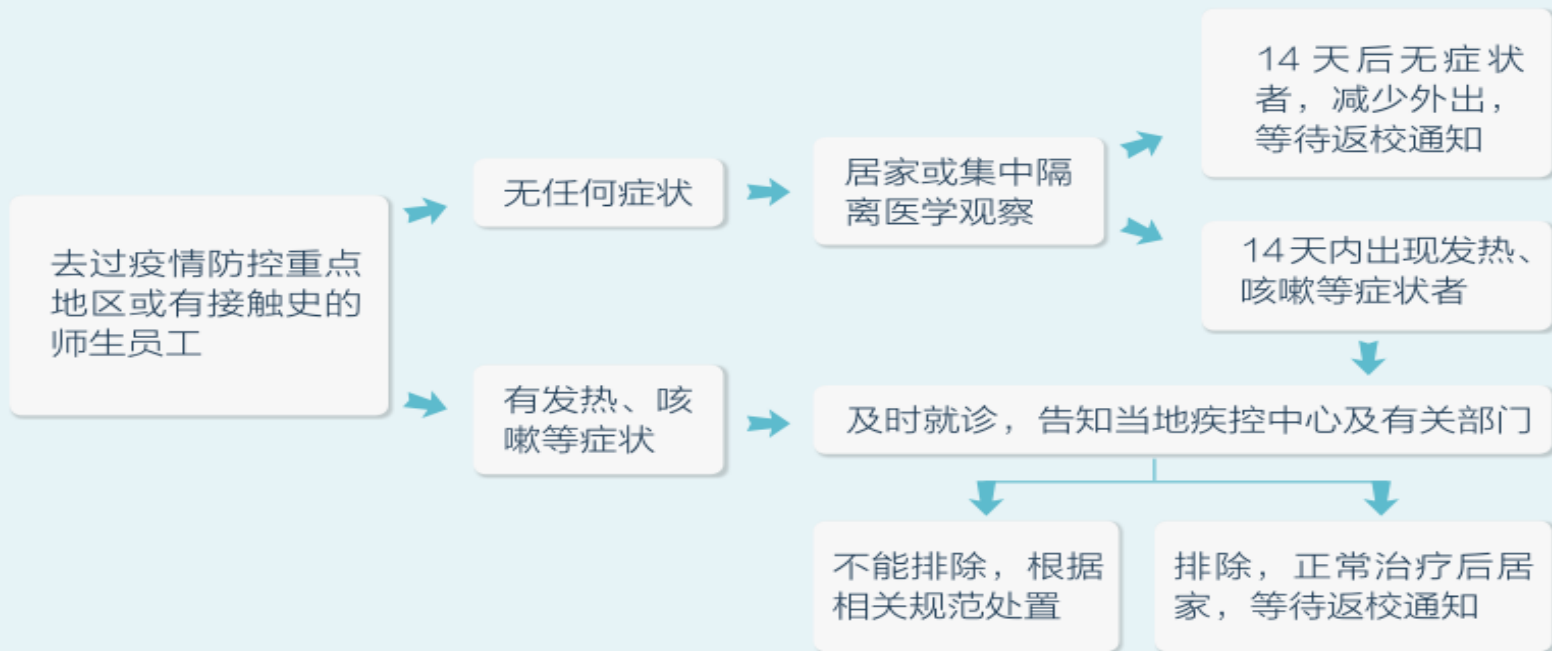 去过疫情防控重点
地区或有接触史的
师生员工
无任何症状
居家或集中隔
离医学观察
14 天后无症状
者，减少外出，
等待返校通知
14天内出现发热、
咳嗽等症状者
有发热、咳
嗽等症状
及时就诊，告知当地疾控中心及有关部门
不能排除，根据
相关规范处置
排除，正常治疗后居
家，等待返校通知